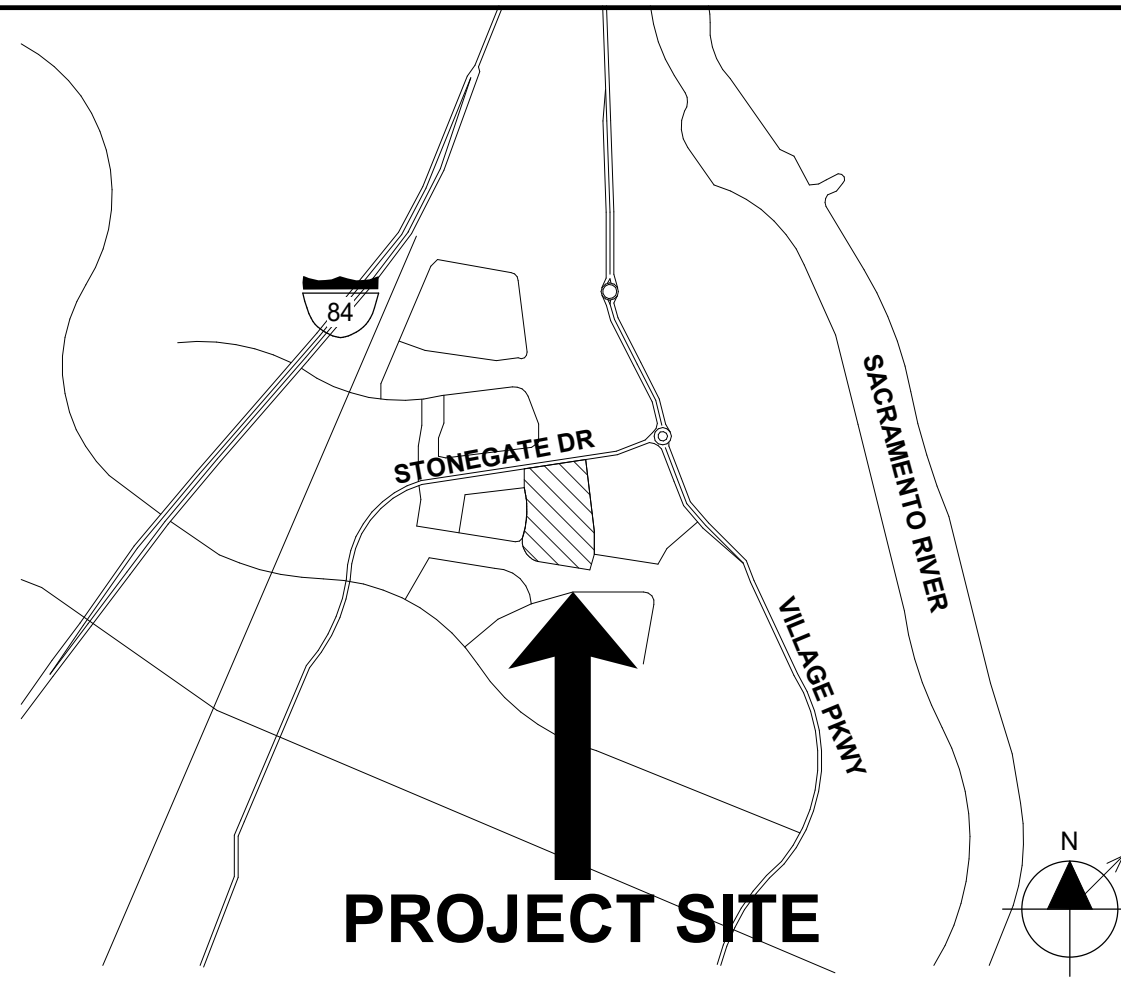 84
STONEGATE DR
SACRAMENTO RIVER
VILLAGE PKWY
N
PROJECT SITE